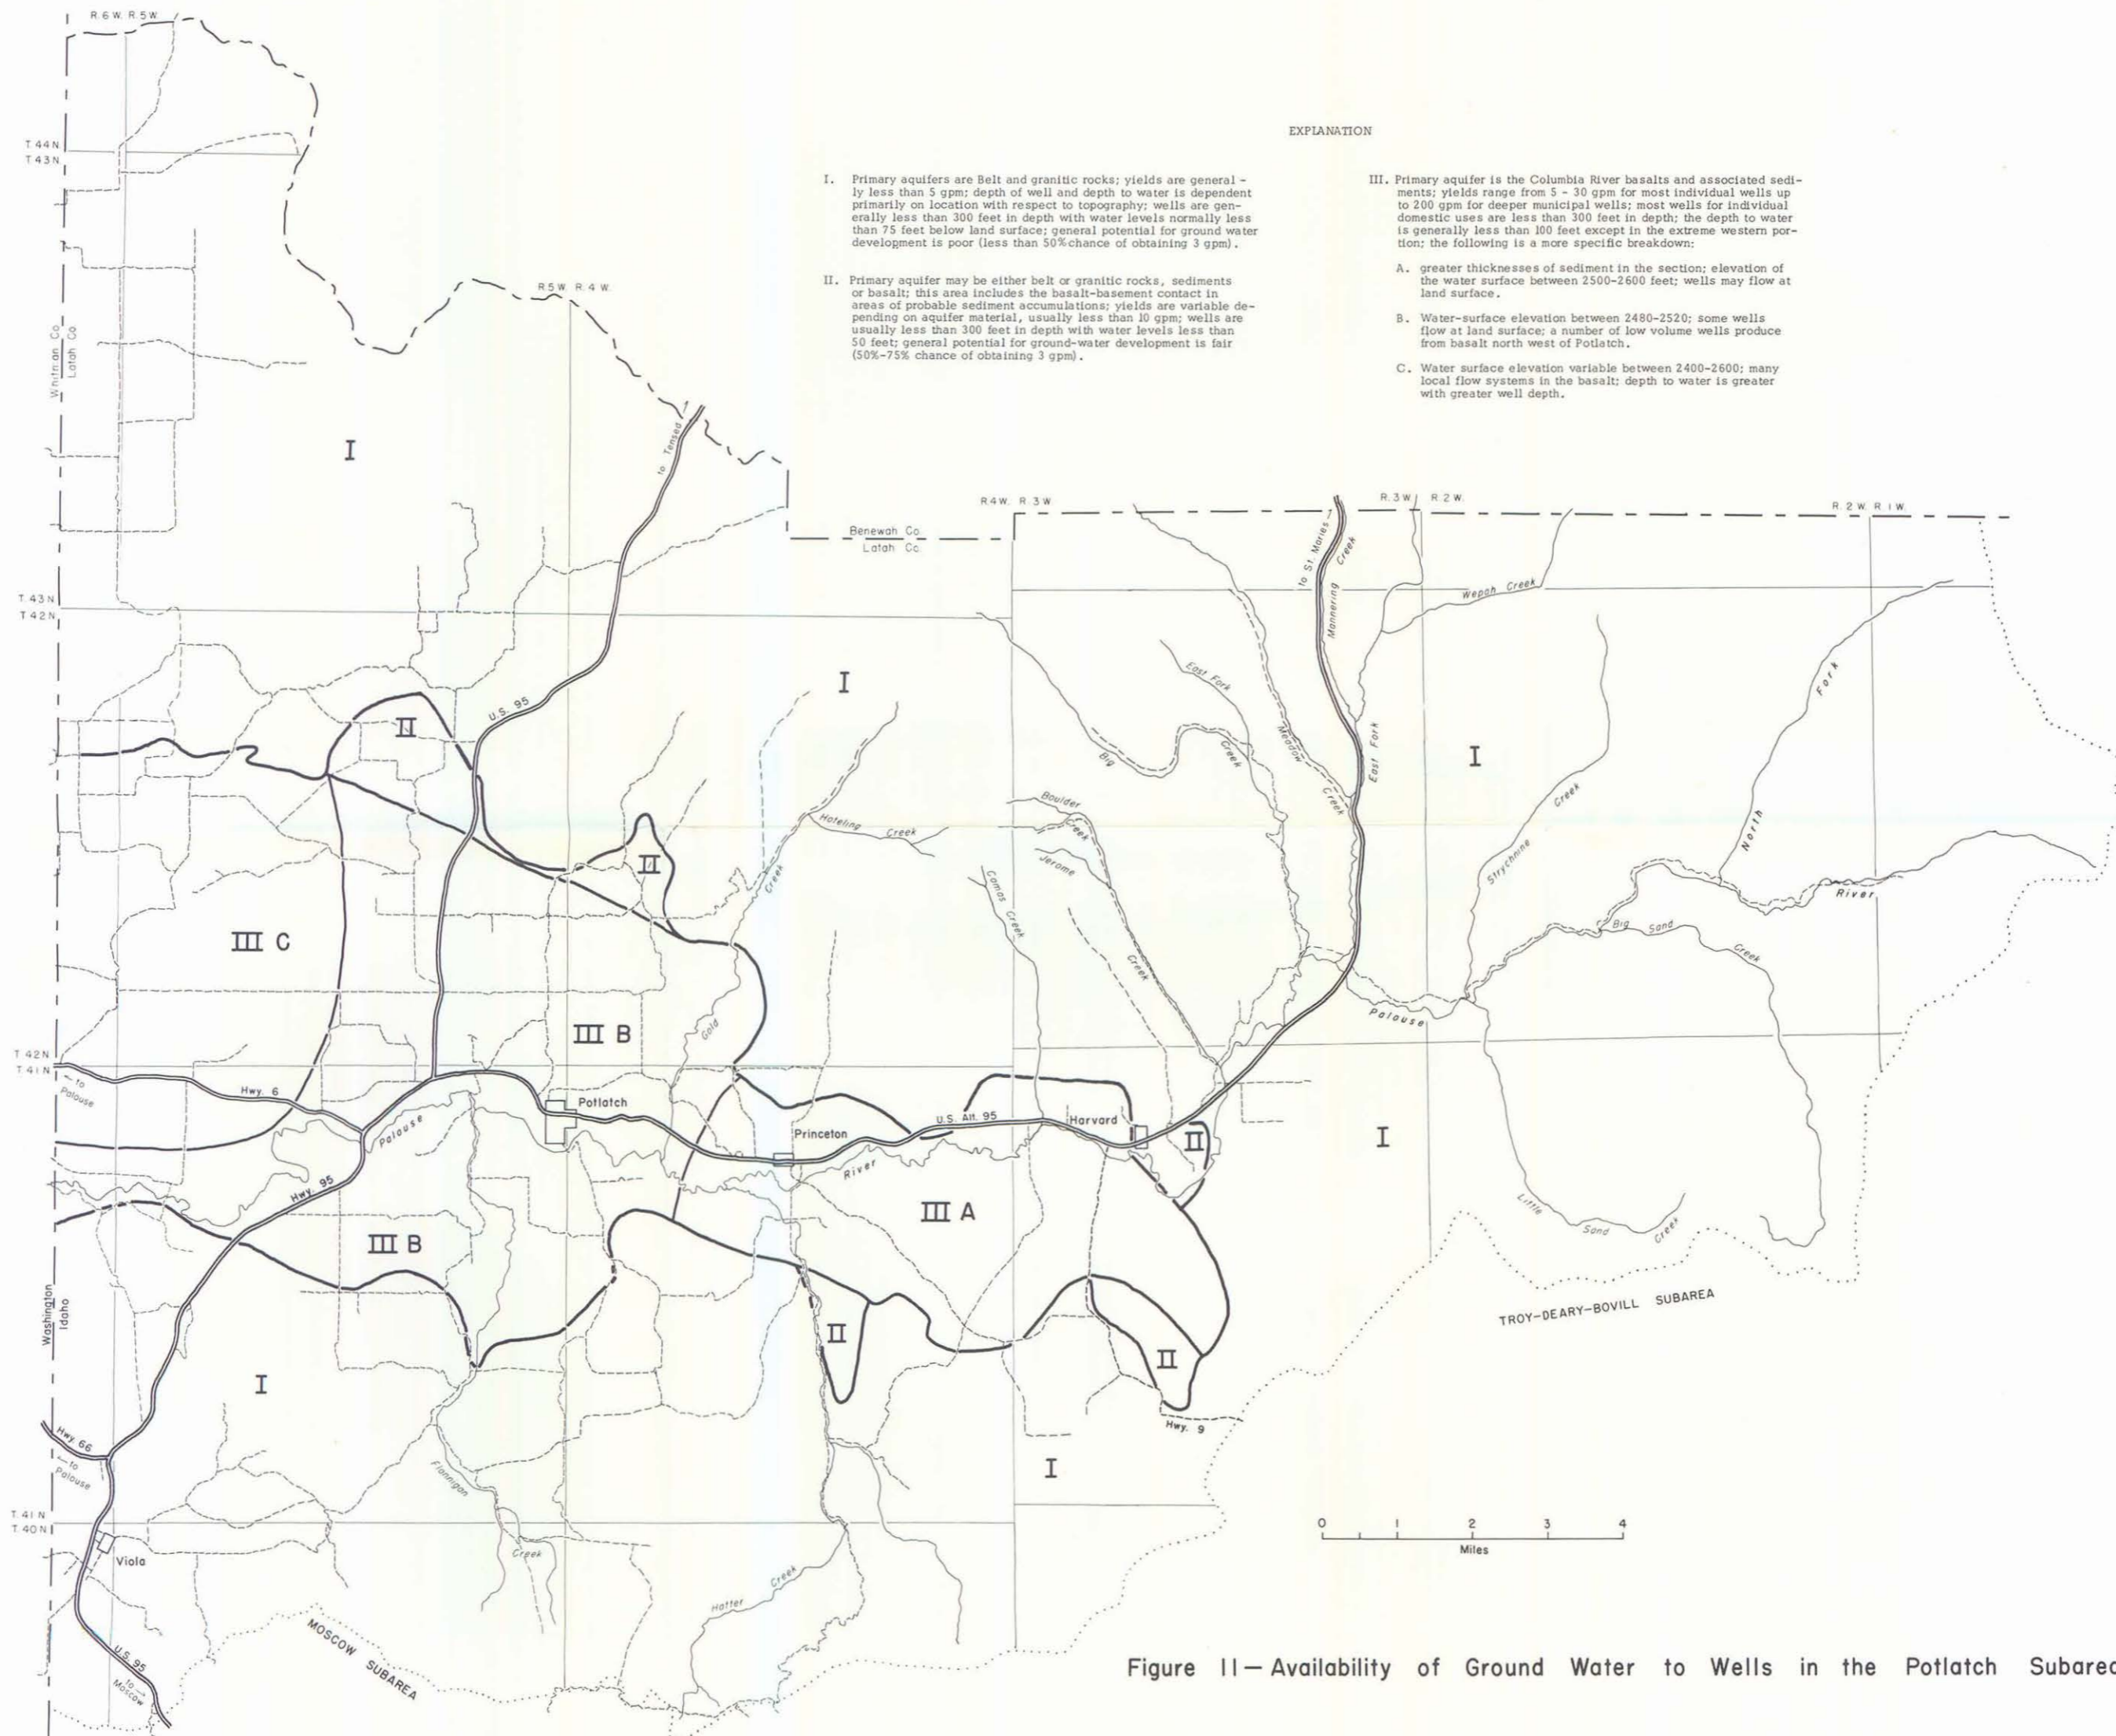 R. 6 W. R. 5 W.
T. 44 N.
T. 43 N.
EXPLANATION
I. Primary aquifers are Belt and granitic rocks; yields are general -
ly less than 5 gpm; depth of well and depth to water is dependent
primarily on location with respect to topography; wells are gen-
erally less than 300 feet in depth with water levels normally less
than 75 feet below land surface; general potential for ground water
development is poor (less than 50% chance of obtaining 3 gpm).
II. Primary aquifer may be either belt or granitic rocks, sediments
or basalt; this area includes the basalt-basement contact in
areas of probable sediment accumulations; yields are variable de-
pending on aquifer material, usually less than 10 gpm; wells are
usually less than 300 feet in depth with water levels less than
50 feet; general potential for ground-water development is fair
(50%-75% chance of obtaining 3 gpm).
III. Primary aquifer is the Columbia River basalts and associated sedi-
ments; yields range from 5 - 30 gpm for most individual wells up
to 200 gpm for deeper municipal wells; most wells for individual
domestic uses are less than 300 feet in depth; the depth to water
is generally less than 100 feet except in the extreme western por-
tion; the following is a more specific breakdown:
A. greater thicknesses of sediment in the section; elevation of
the water surface between 2500-2600 feet; wells may flow at
land surface.
B. Water-surface elevation between 2480-2520; some wells
flow at land surface; a number of low volume wells produce
from basalt north west of Potlatch.
C. Water surface elevation variable between 2400-2600; many
local flow systems in the basalt; depth to water is greater
with greater well depth.
R. 5 W. R. 4 W.
Whitman Co.
Latah Co.
to Tensed
I
R. 4 W. R. 3 W.
R. 3 W. R. 2 W.
R. 2 W. R. 1 W.
Benewah Co.
Latah Co.
to St. Maries
Mannering Creek
Wepah Creek
T. 43 N.
T. 42 N.
I
East Fork
Meadow Creek
Big Creek
East Fork
I
Fork
North
U.S. 95
II
Boulder Creek
Hoteling Creek
Jerome Creek
Camas Creek
Strychnine Creek
II
Creek
Gold
River
Big Sand Creek
III C
III B
Palouse
T. 42 N.
T. 41 N.
to Palouse
Hwy. 6
Palouse
Potlatch
Princeton
U.S. Alt. 95
Harvard
II
I
River
Hwy. 95
III A
III B
Little Sand Creek
Washington
Idaho
TROY-DEARY-BOVILL SUBAREA
II
II
I
Hwy. 9
Hwy. 66
to Palouse
Flannigan Creek
I
T. 41 N.
T. 40 N.
0 1 2 3 4
Miles
Viola
Hatter Creek
MOSCOW SUBAREA
U.S. 95
to Moscow
Figure 11—Availability of Ground Water to Wells in the Potlatch Subarea